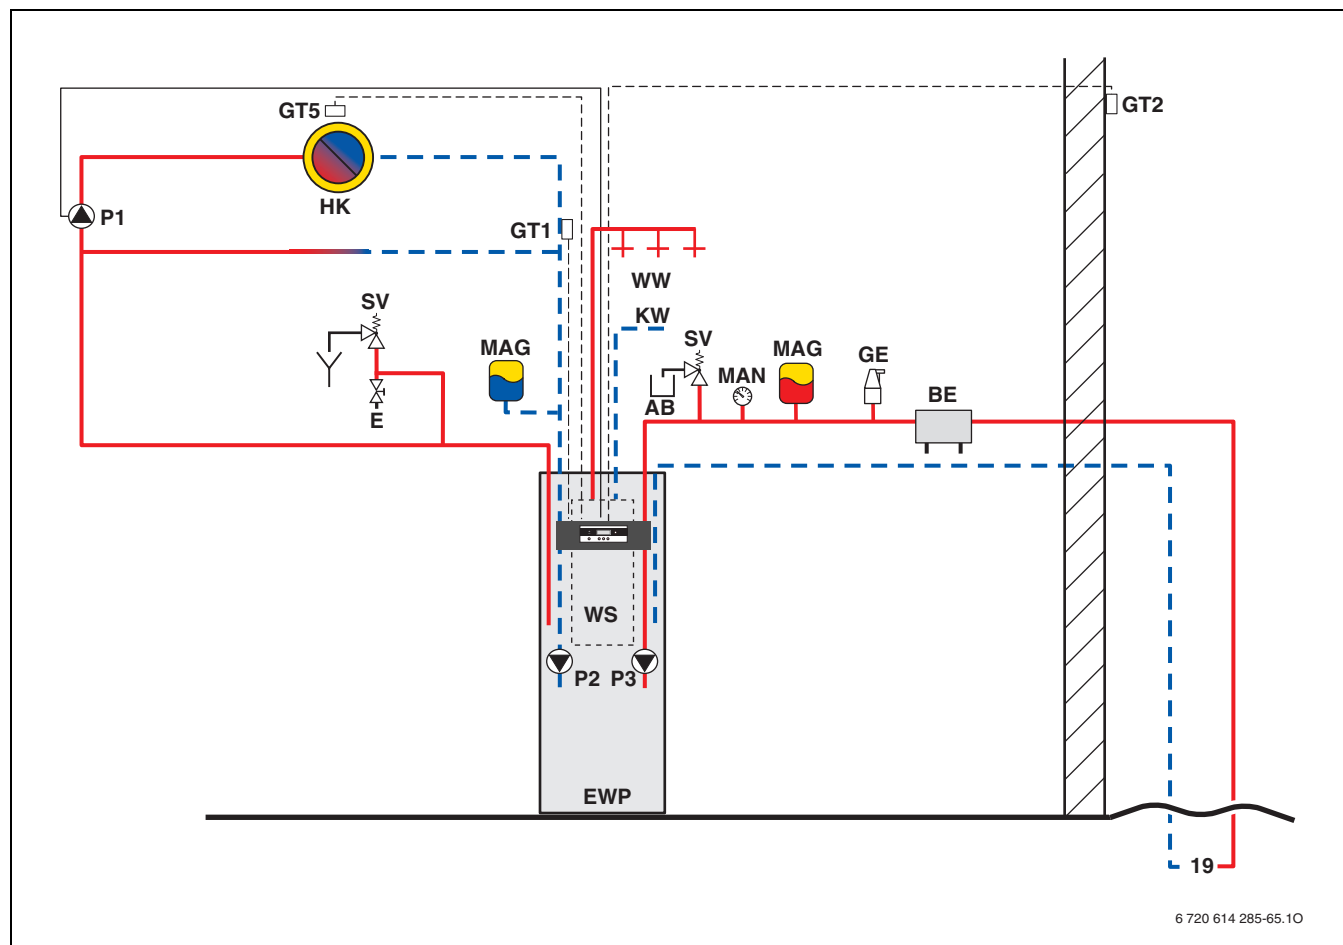 GT5
GT2
HK
P1
GT1
WW
KW
SV
SV
MAG
MAN
MAG
GE
BE
AB
E
WS
P2
P3
EWP
19
6 720 614 285-65.1O